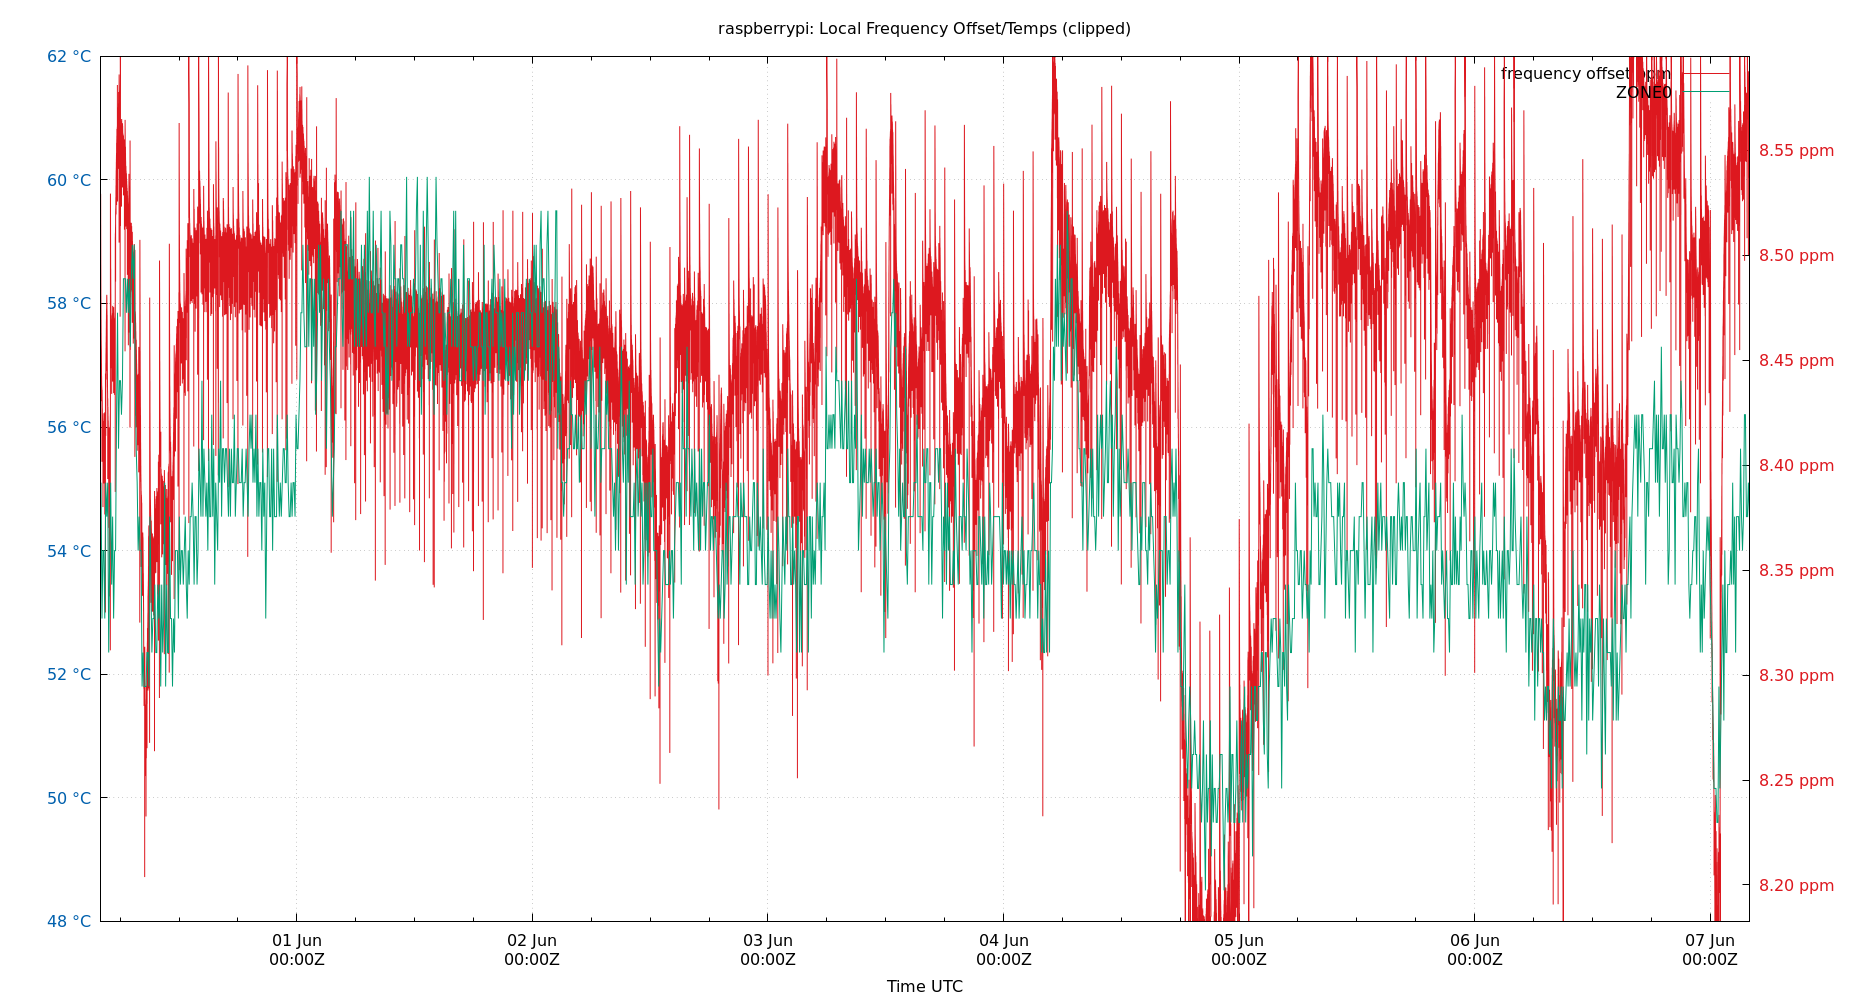 raspberrypi: Local Frequency Offset/Temps (clipped)
62 °C
60 °C
58 °C
56 °C
54 °C
52 °C
50 °C
48 °C
frequency offset ppm
ZONE0
8.55 ppm
8.50 ppm
8.45 ppm
8.40 ppm
8.35 ppm
8.30 ppm
8.25 ppm
8.20 ppm
01 Jun
00:00Z
02 Jun
00:00Z
03 Jun
00:00Z
04 Jun
00:00Z
05 Jun
00:00Z
06 Jun
00:00Z
07 Jun
00:00Z
Time UTC